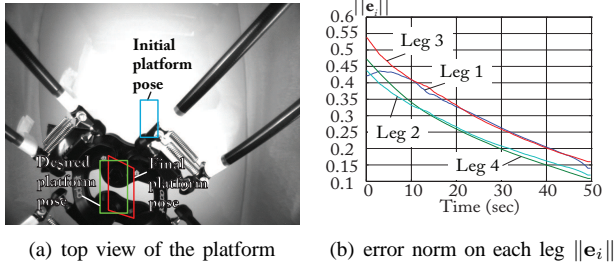 Initial
platform
pose
Desired
platform
pose
Final
platform
pose
||e_i||
0.6
0.55
0.5
0.45
0.4
0.35
0.3
0.25
0.2
0.15
0.1
Leg 3
Leg 1
Leg 2
Leg 4
0 10 20 30 40 50
Time (sec)
(a) top view of the platform
(b) error norm on each leg ∥e_i∥